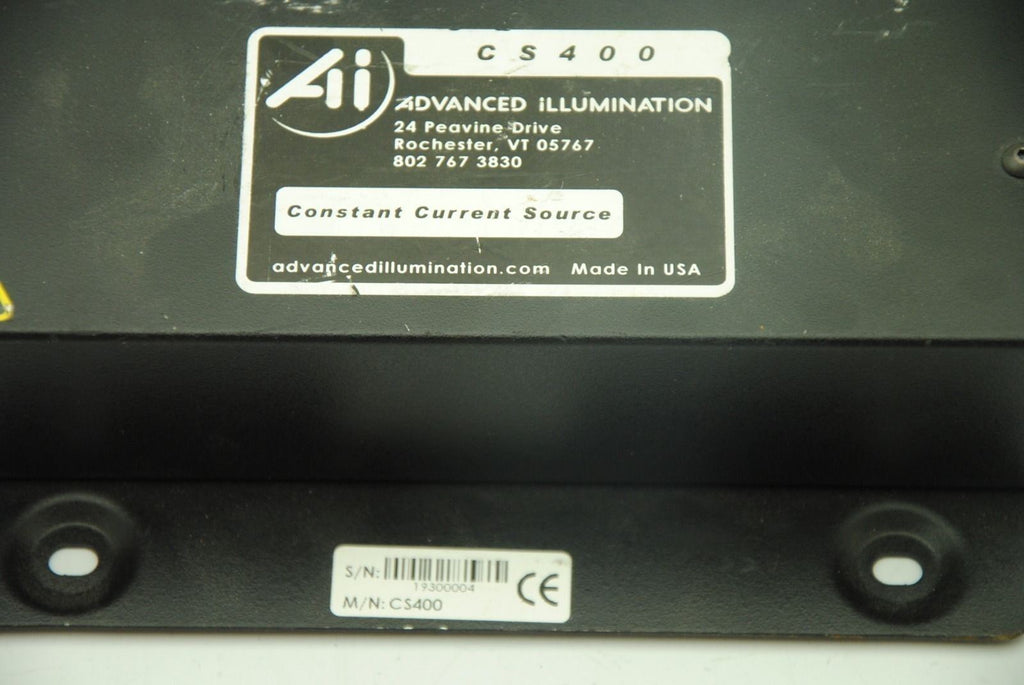 Ai
CS400
ADVANCED iLLUMINATION
24 Peavine Drive
Rochester, VT 05767
802 767 3830
Constant Current Source
advancedillumination.com Made In USA
S/N:
19300004
M/N: CS400
CE